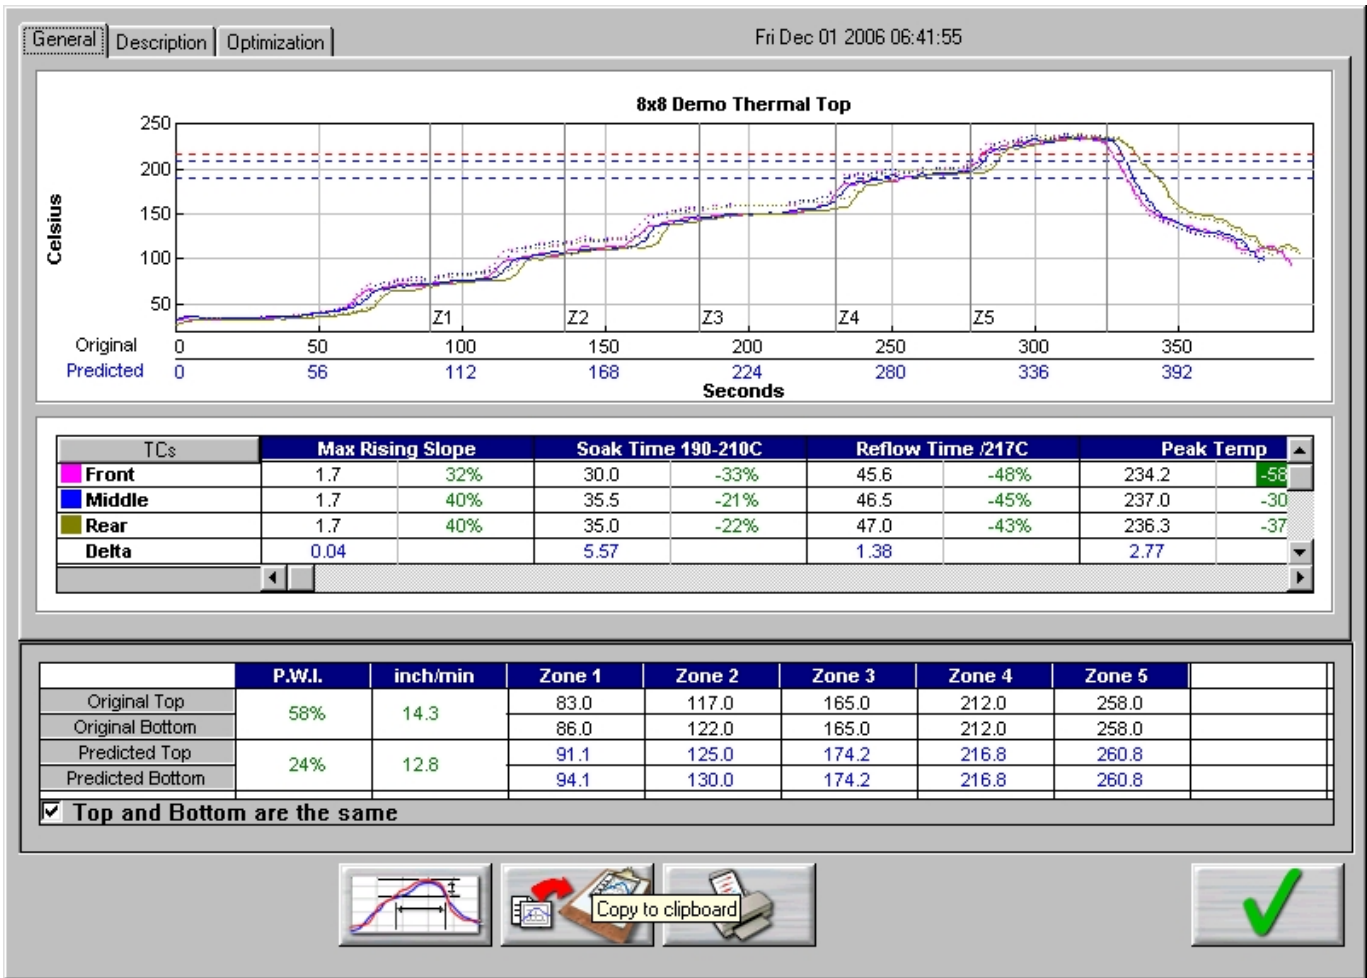 General Description Optimization Fri Dec 01 2006 06:41:55
8x8 Demo Thermal Top
250
200
150
100
50
Celsius
Z1 Z2 Z3 Z4 Z5
Original 0 50 100 150 200 250 300 350
Predicted 0 56 112 168 224 280 336 392
Seconds
TCs Max Rising Slope Soak Time 190-210C Reflow Time /217C Peak Temp
Front 1.7 32% 30.0 -33% 45.6 -48% 234.2 -58
Middle 1.7 40% 35.5 -21% 46.5 -45% 237.0 -30
Rear 1.7 40% 35.0 -22% 47.0 -43% 236.3 -37
Delta 0.04 5.57 1.38 2.77
P.W.I. inch/min Zone 1 Zone 2 Zone 3 Zone 4 Zone 5
Original Top 58% 14.3 83.0 117.0 165.0 212.0 258.0
Original Bottom 86.0 122.0 165.0 212.0 258.0
Predicted Top 24% 12.8 91.1 125.0 174.2 216.8 260.8
Predicted Bottom 94.1 130.0 174.2 216.8 260.8
Top and Bottom are the same
Copy to clipboard